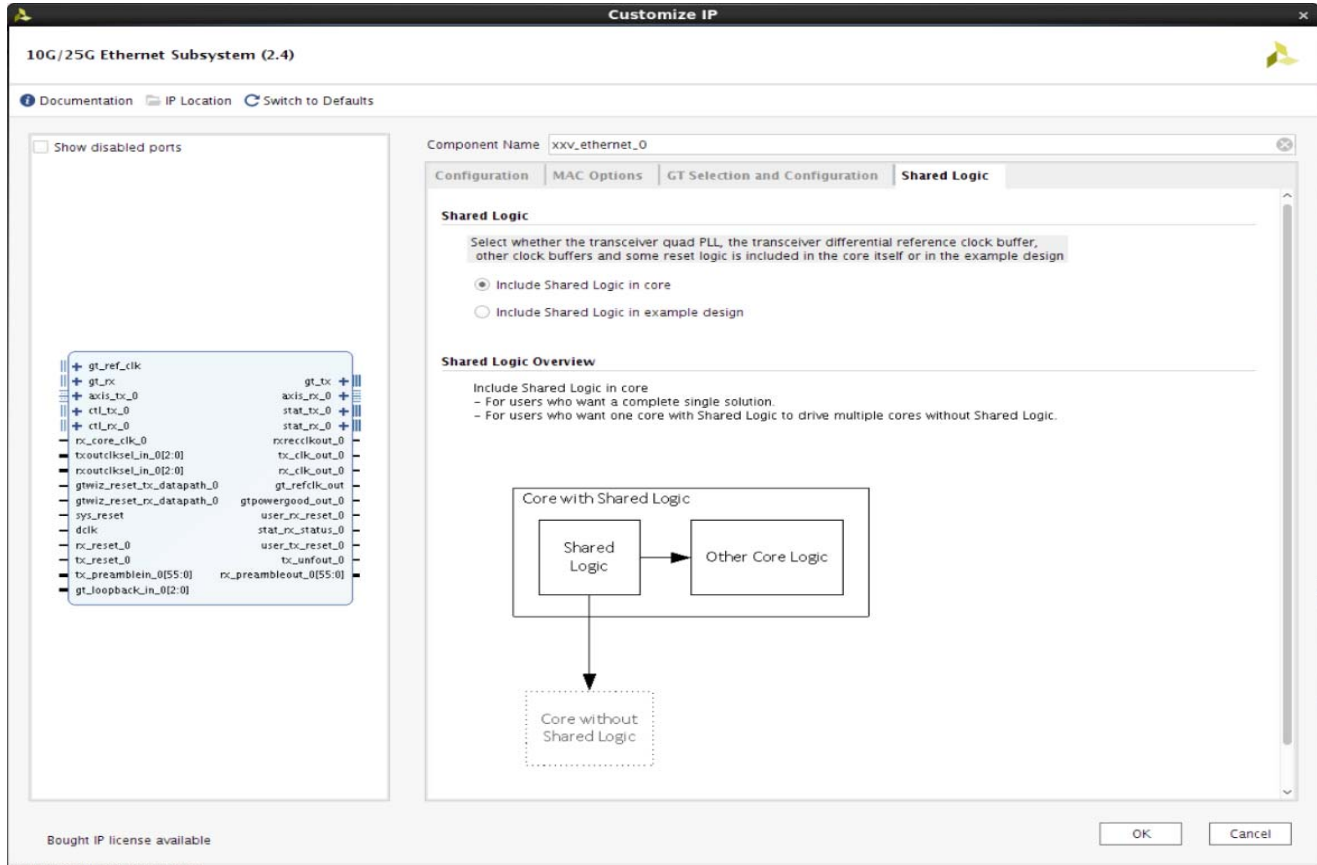 Customize IP
10G/25G Ethernet Subsystem (2.4)
Documentation IP Location Switch to Defaults
Show disabled ports
gt_ref_clk
gt_rx
axis_tx_0
ctl_tx_0
ctl_rx_0
rx_core_clk_0
txoutclksel_in_0[2:0]
rxoutclksel_in_0[2:0]
gtwiz_reset_tx_datapath_0
gtwiz_reset_rx_datapath_0
sys_reset
dclk
rx_reset_0
tx_reset_0
tx_preamblein_0[55:0]
gt_loopback_in_0[2:0]
gt_tx
axis_rx_0
stat_tx_0
stat_rx_0
rxrecclkout_0
tx_clk_out_0
rx_clk_out_0
gt_refclk_out
gtpowergood_out_0
user_rx_reset_0
stat_rx_status_0
user_tx_reset_0
tx_unfout_0
rx_preambleout_0[55:0]
Bought IP license available
Component Name xxv_ethernet_0
Configuration MAC Options GT Selection and Configuration Shared Logic
Shared Logic
Select whether the transceiver quad PLL, the transceiver differential reference clock buffer,
other clock buffers and some reset logic is included in the core itself or in the example design
Include Shared Logic in core
Include Shared Logic in example design
Shared Logic Overview
Include Shared Logic in core
– For users who want a complete single solution.
– For users who want one core with Shared Logic to drive multiple cores without Shared Logic.
Core with Shared Logic
Shared
Logic
Other Core Logic
Core without
Shared Logic
OK Cancel